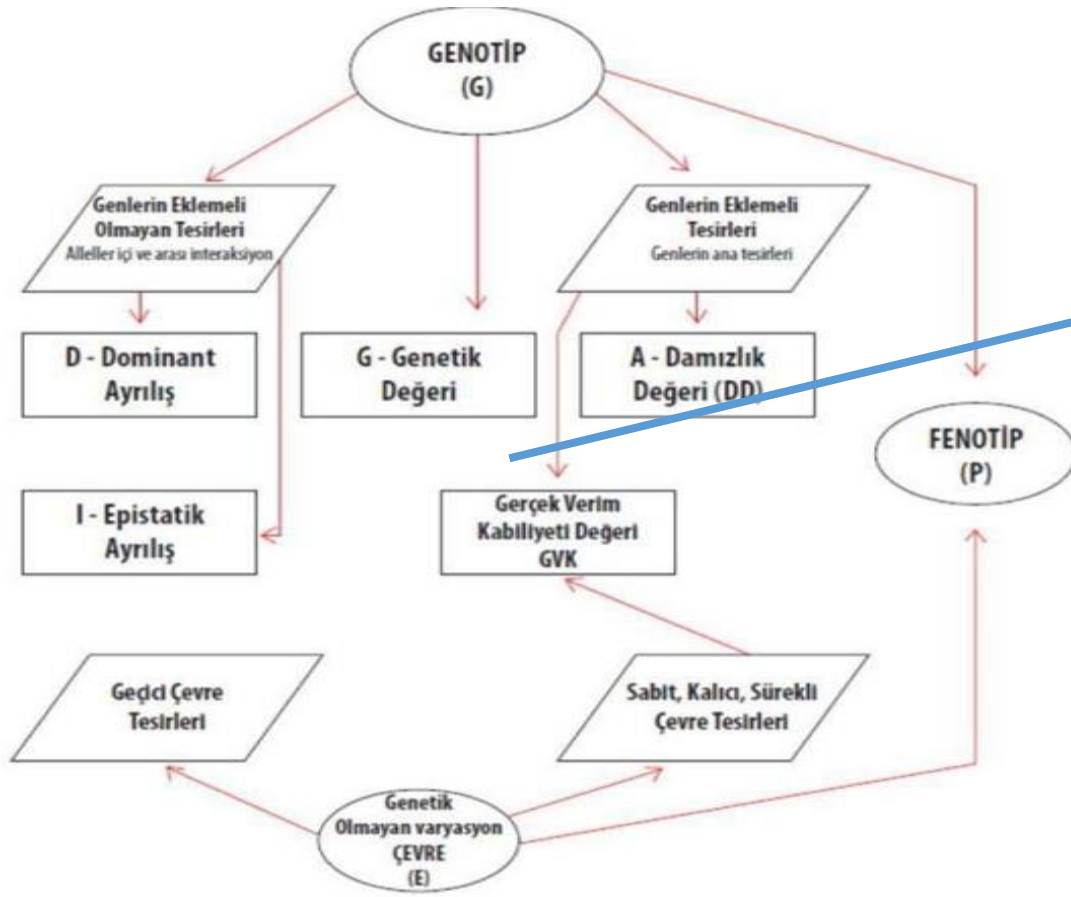 GENOTİP
(G)
Genlerin Eklemeli
Olmayan Tesirleri
Alleller içi ve arası interaksiyon
Genlerin Eklemeli
Tesirleri
Genlerin ana tesirleri
D - Dominant
Ayrılış
G - Genetik
Değeri
A - Damızlık
Değeri (DD)
FENOTİP
(P)
I - Epistatik
Ayrılış
Gerçek Verim
Kabiliyeti Değeri
GVK
Geçici Çevre
Tesirleri
Sabit, Kalıcı, Sürekli
Çevre Tesirleri
Genetik
Olmayan varyasyon
ÇEVRE
(E)